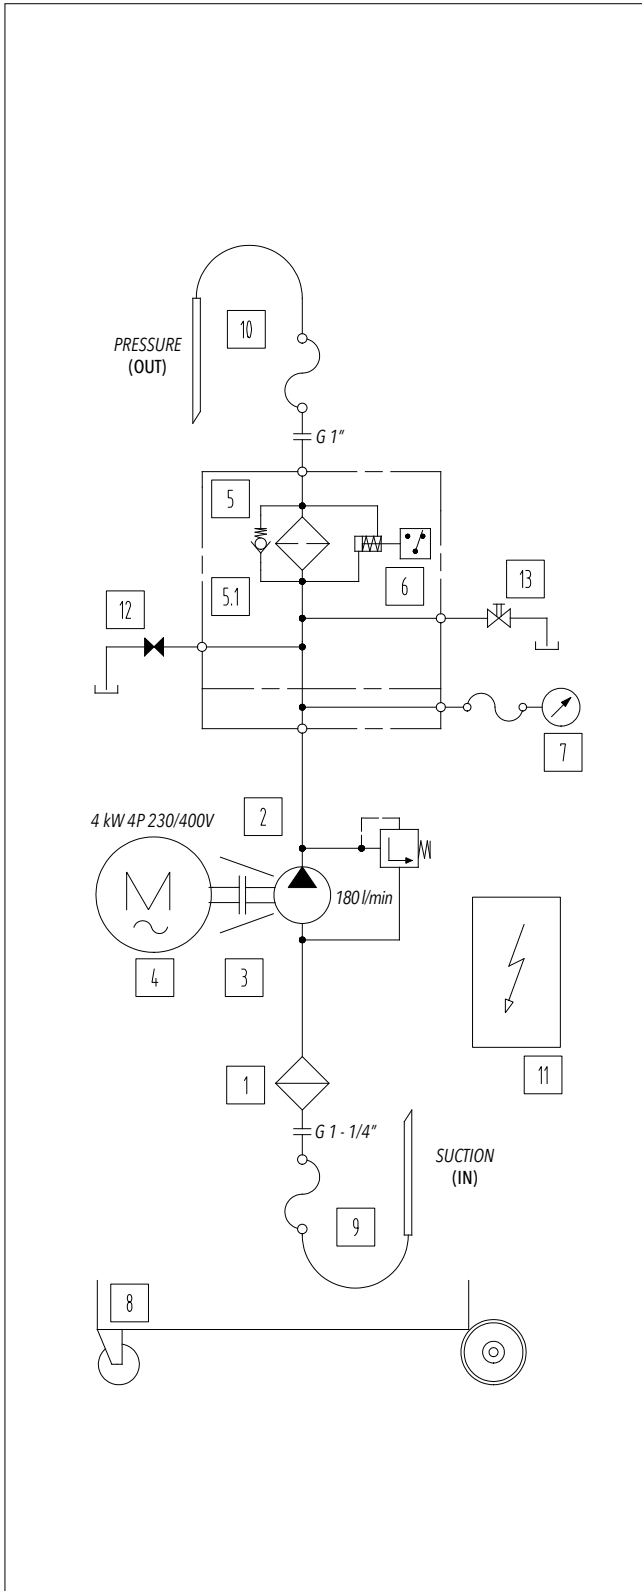 10
PRESSURE
(OUT)
G 1"
5
5.1
6
13
12
7
2
4 kW 4P 230/400V
M
180 l/min
4
3
11
1
G 1 - 1/4"
SUCTION
(IN)
9
8